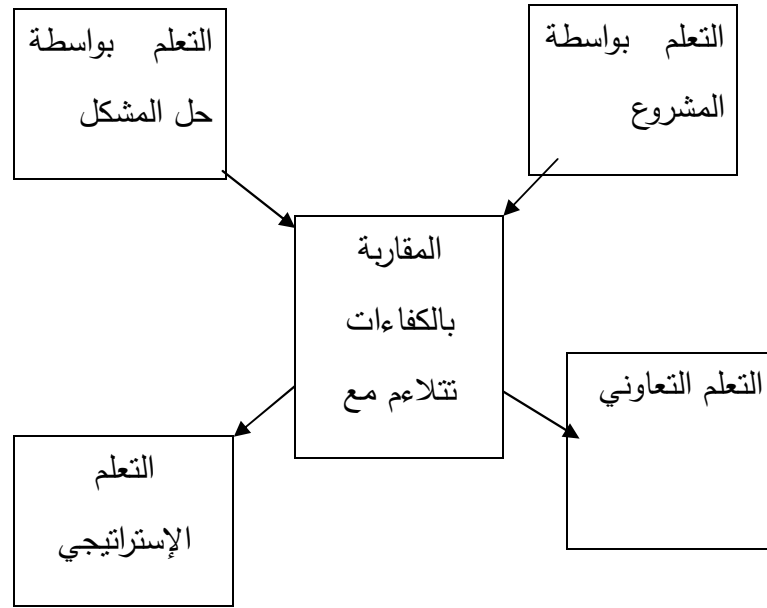 التعلم بواسطة
المشروع
التعلم بواسطة
حل المشكل
المقاربة
بالكفاءات
تتلاءم مع
التعلم التعاوني
التعلم
الإستراتيجي